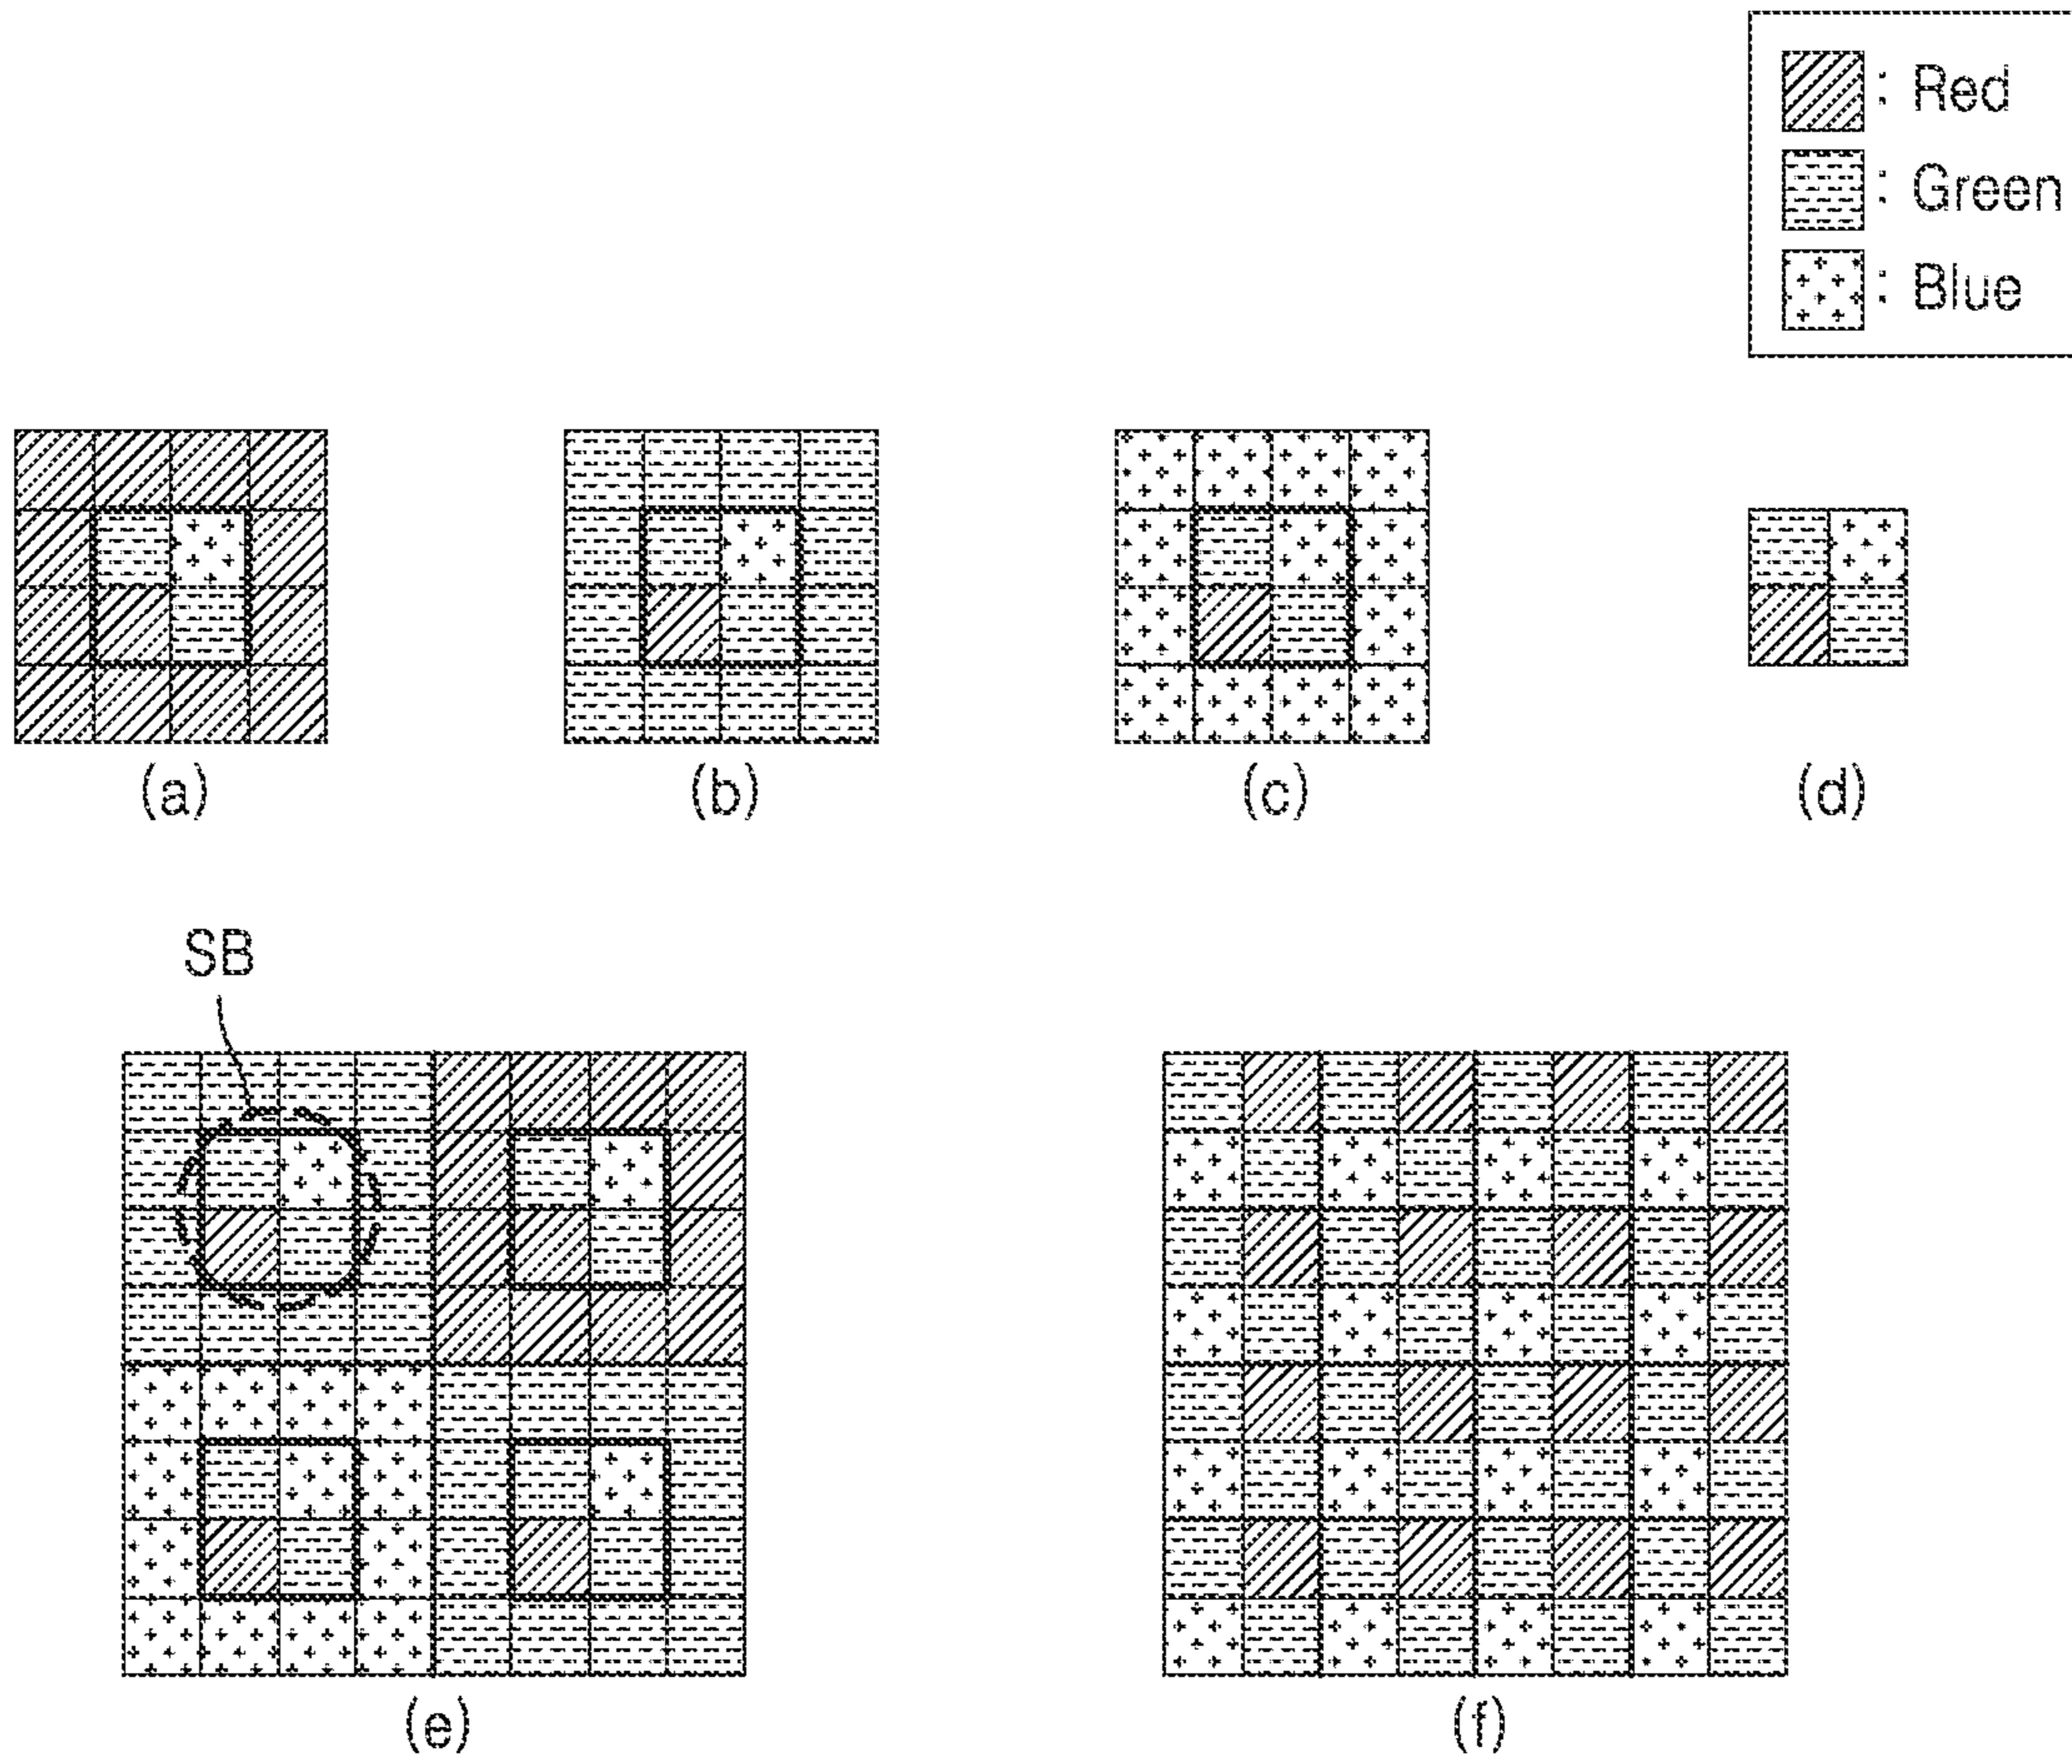 : Red
: Green
: Blue
(a)
(b)
(c)
(d)
SB
(e)
(f)